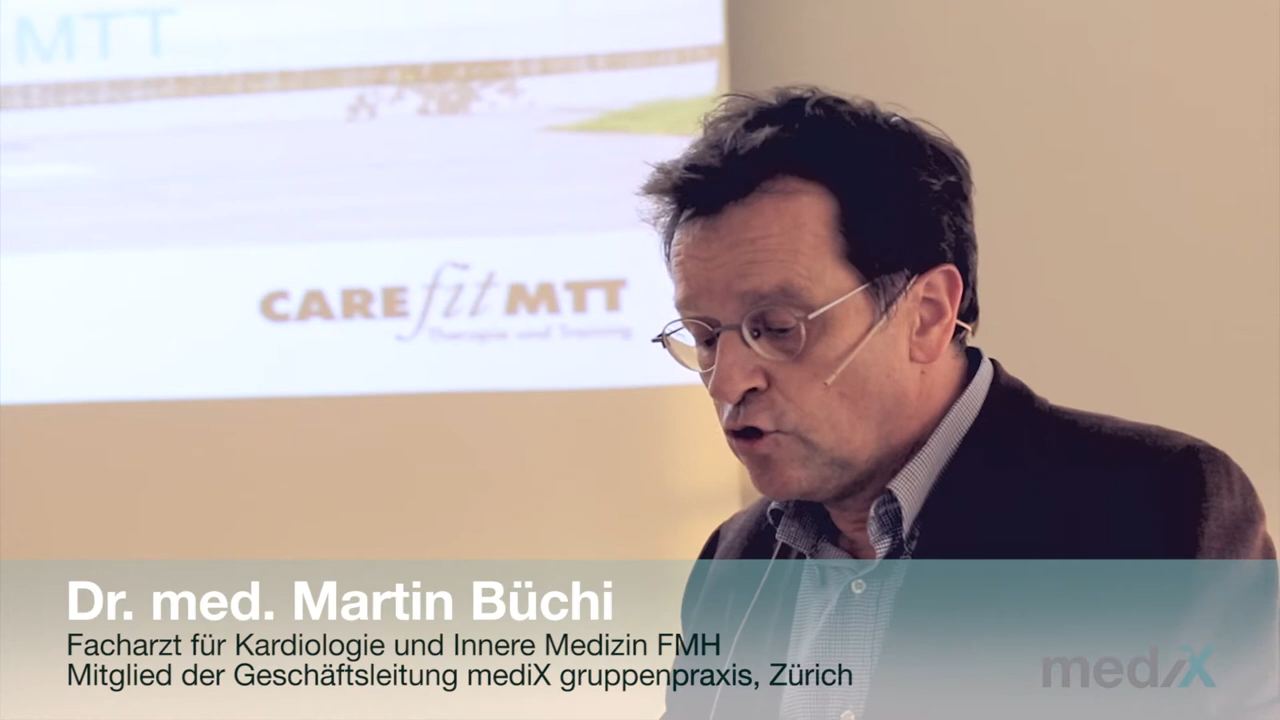 MTT
CARE fit MTT
Therapie und Training
Dr. med. Martin Büchi
Facharzt für Kardiologie und Innere Medizin FMH
Mitglied der Geschäftsleitung mediX gruppenpraxis, Zürich
mediX